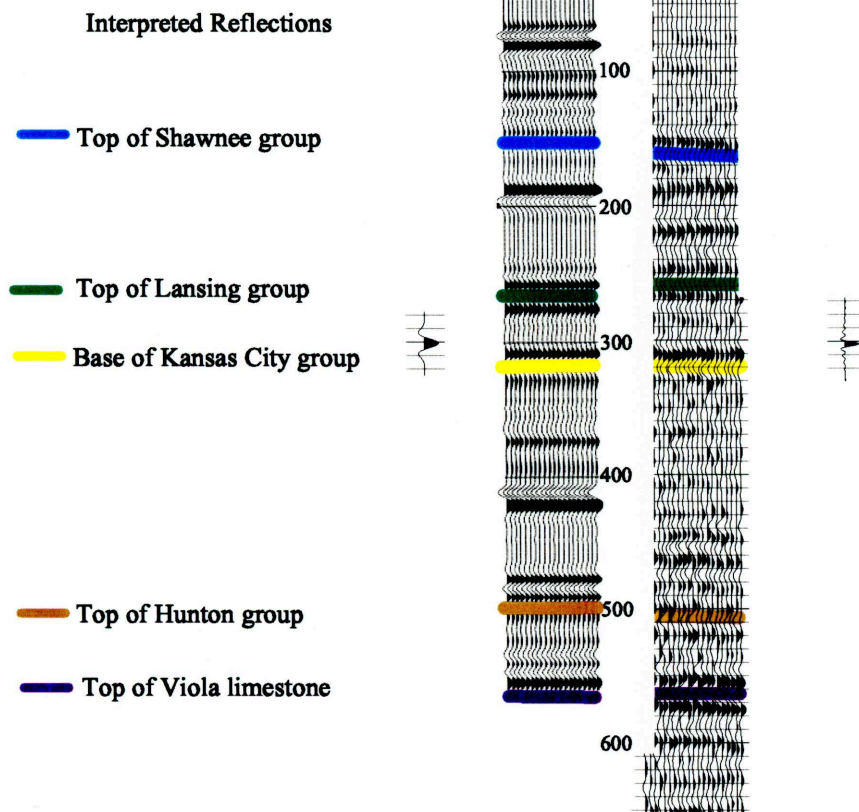 Interpreted Reflections
100
Top of Shawnee group
200
Top of Lansing group
300
Base of Kansas City group
400
500
Top of Hunton group
Top of Viola limestone
600